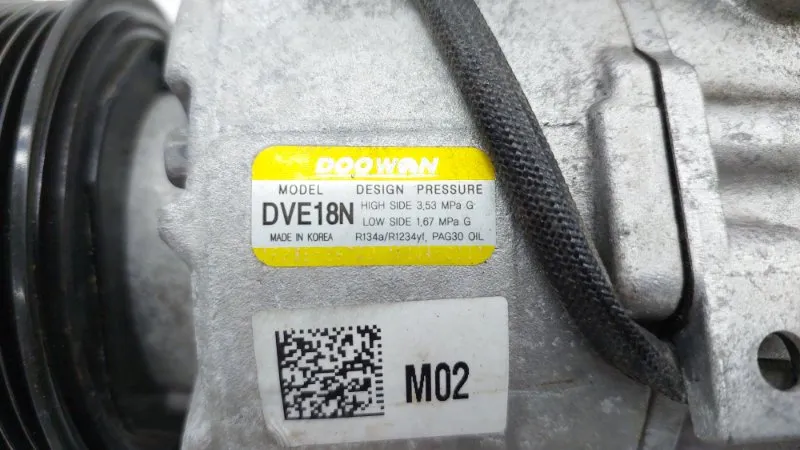 DOOWON
MODEL DESIGN PRESSURE
DVE18N HIGH SIDE 3,53 MPa G
LOW SIDE 1,67 MPa G
MADE IN KOREA R134a/R1234yf, PAG30 OIL
M02